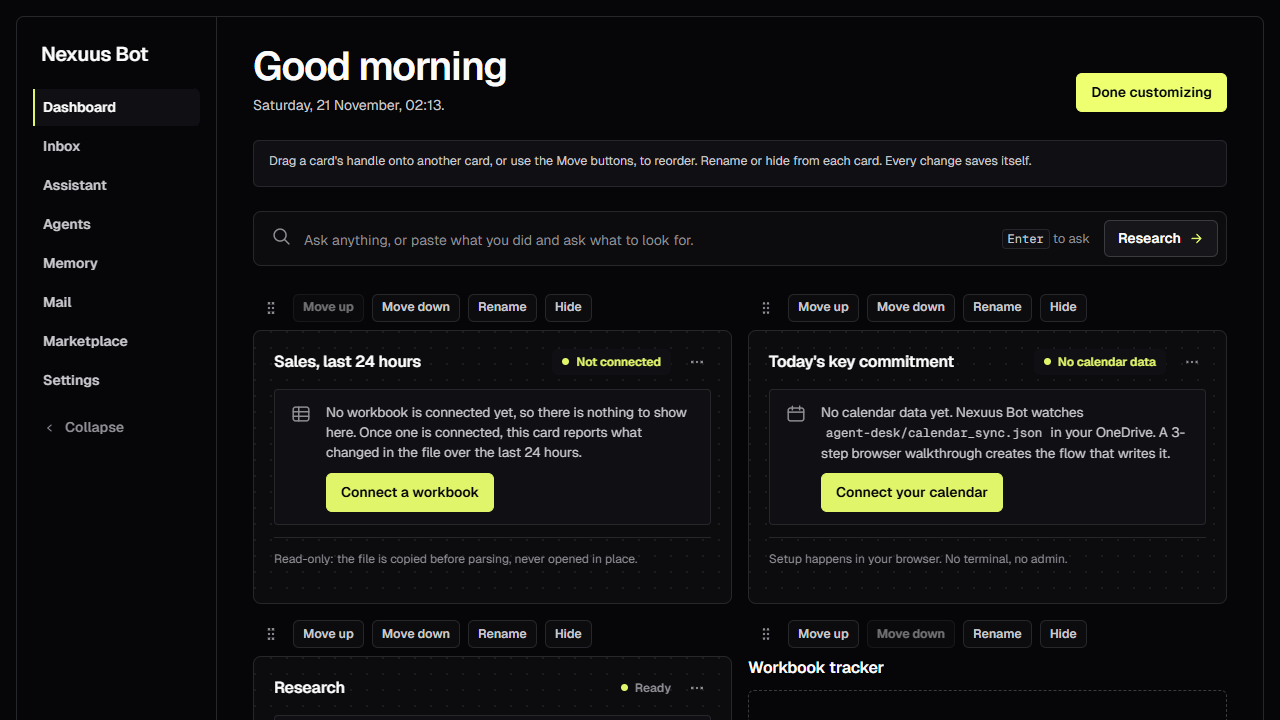 Nexuus Bot
Dashboard
Inbox
Assistant
Agents
Memory
Mail
Marketplace
Settings
Collapse
Good morning
Saturday, 21 November, 02:13.
Done customizing
Drag a card's handle onto another card, or use the Move buttons, to reorder. Rename or hide from each card. Every change saves itself.
Ask anything, or paste what you did and ask what to look for.
Enter to ask
Research →
Move up Move down Rename Hide
Sales, last 24 hours
Not connected
No workbook is connected yet, so there is nothing to show
here. Once one is connected, this card reports what
changed in the file over the last 24 hours.
Connect a workbook
Read-only: the file is copied before parsing, never opened in place.
Move up Move down Rename Hide
Today's key commitment
No calendar data
No calendar data yet. Nexuus Bot watches
agent-desk/calendar_sync.json in your OneDrive. A 3-
step browser walkthrough creates the flow that writes it.
Connect your calendar
Setup happens in your browser. No terminal, no admin.
Move up Move down Rename Hide
Research
Ready
Move up Move down Rename Hide
Workbook tracker